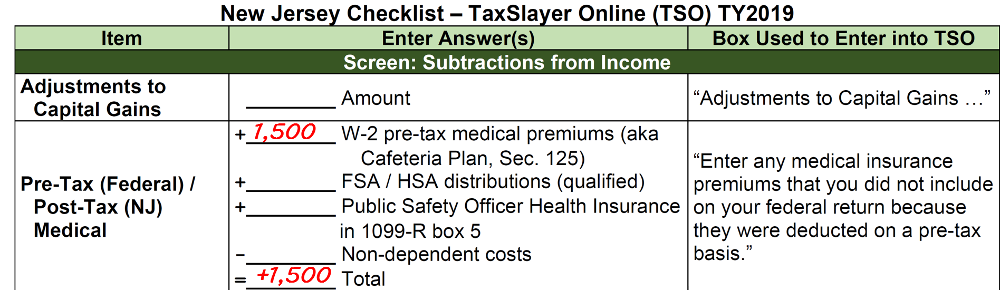 New Jersey Checklist – TaxSlayer Online (TSO) TY2019
Item Enter Answer(s) Box Used to Enter into TSO
Screen: Subtractions from Income
Adjustments to
Capital Gains
________ Amount
“Adjustments to Capital Gains …”
Pre-Tax (Federal) /
Post-Tax (NJ)
Medical
+ 1,500 W-2 pre-tax medical premiums (aka
Cafeteria Plan, Sec. 125)
+________ FSA / HSA distributions (qualified)
+________ Public Safety Officer Health Insurance
in 1099-R box 5
-________ Non-dependent costs
= +1,500 Total
“Enter any medical insurance
premiums that you did not include
on your federal return because
they were deducted on a pre-tax
basis.”